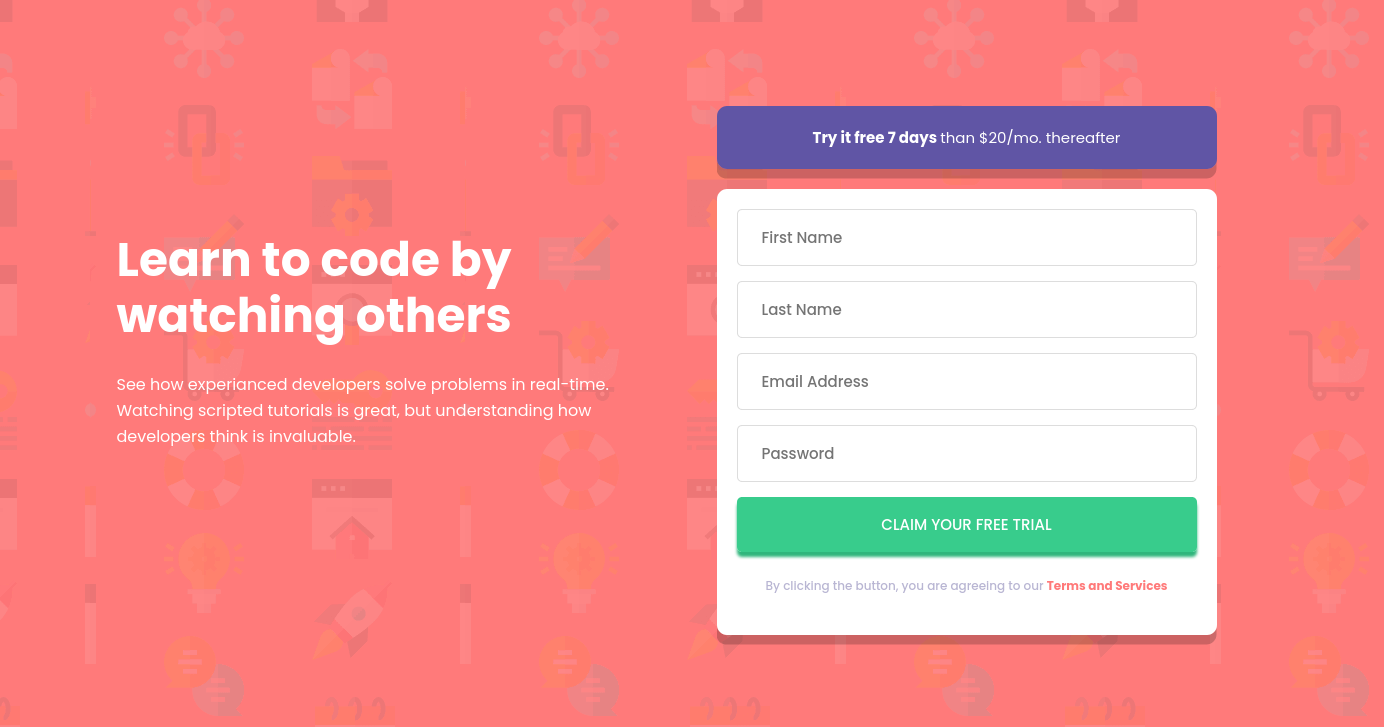 Learn to code by
watching others
See how experianced developers solve problems in real-time.
Watching scripted tutorials is great, but understanding how
developers think is invaluable.
Try it free 7 days than $20/mo. thereafter
First Name
Last Name
Email Address
Password
CLAIM YOUR FREE TRIAL
By clicking the button, you are agreeing to our Terms and Services